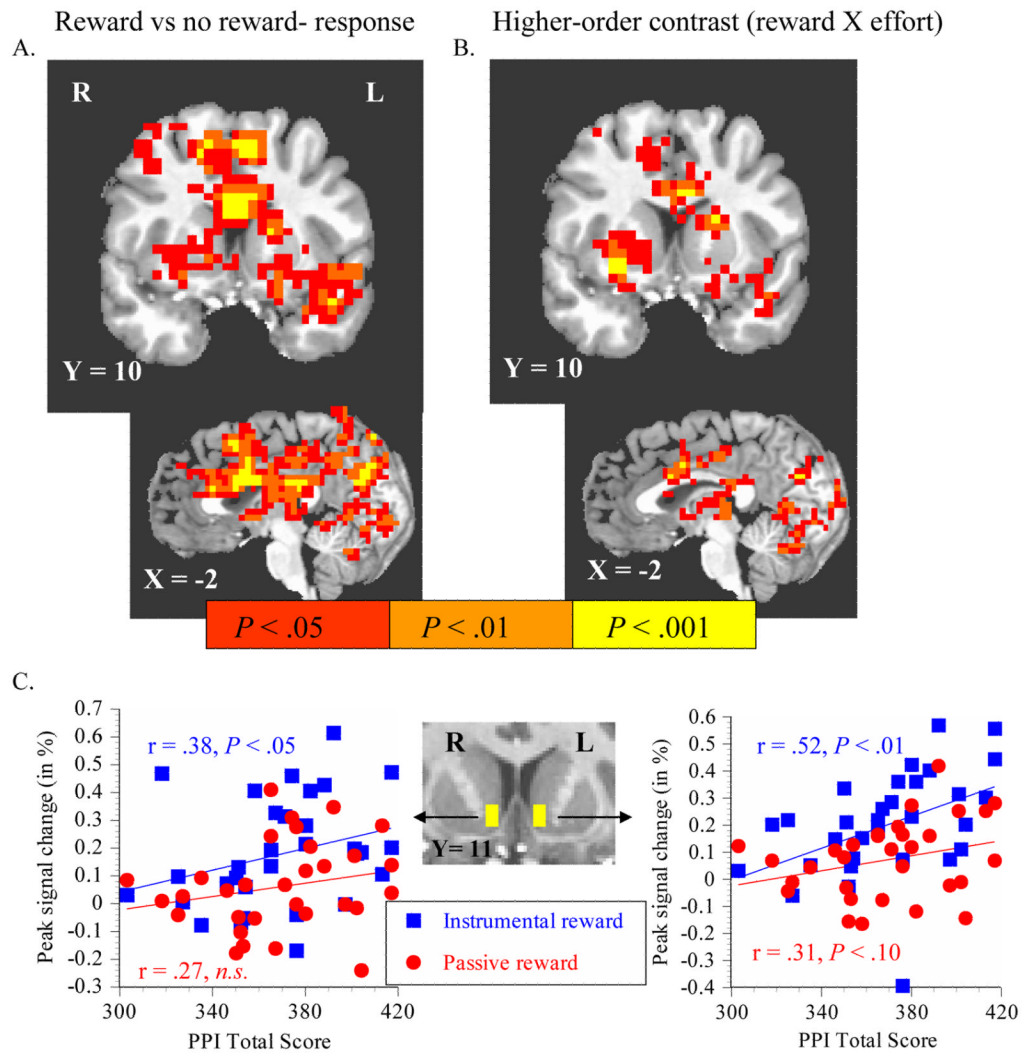 Reward vs no reward- response
Higher-order contrast (reward X effort)
A.
B.
R L
Y = 10
X = -2
R L
Y = 10
X = -2
P < .05 P < .01 P < .001
C.
Peak signal change (in %)
0.7
0.6
0.5
0.4
0.3
0.2
0.1
0
-0.1
-0.2
-0.3
r = .38, P < .05
r = .27, n.s.
300 340 380 420
PPI Total Score
R L
Y= 11
Instrumental reward
Passive reward
Peak signal change (in %)
0.6
0.5
0.4
0.3
0.2
0.1
0
-0.1
-0.2
-0.3
-0.4
r = .52, P < .01
r = .31, P < .10
300 340 380 420
PPI Total Score